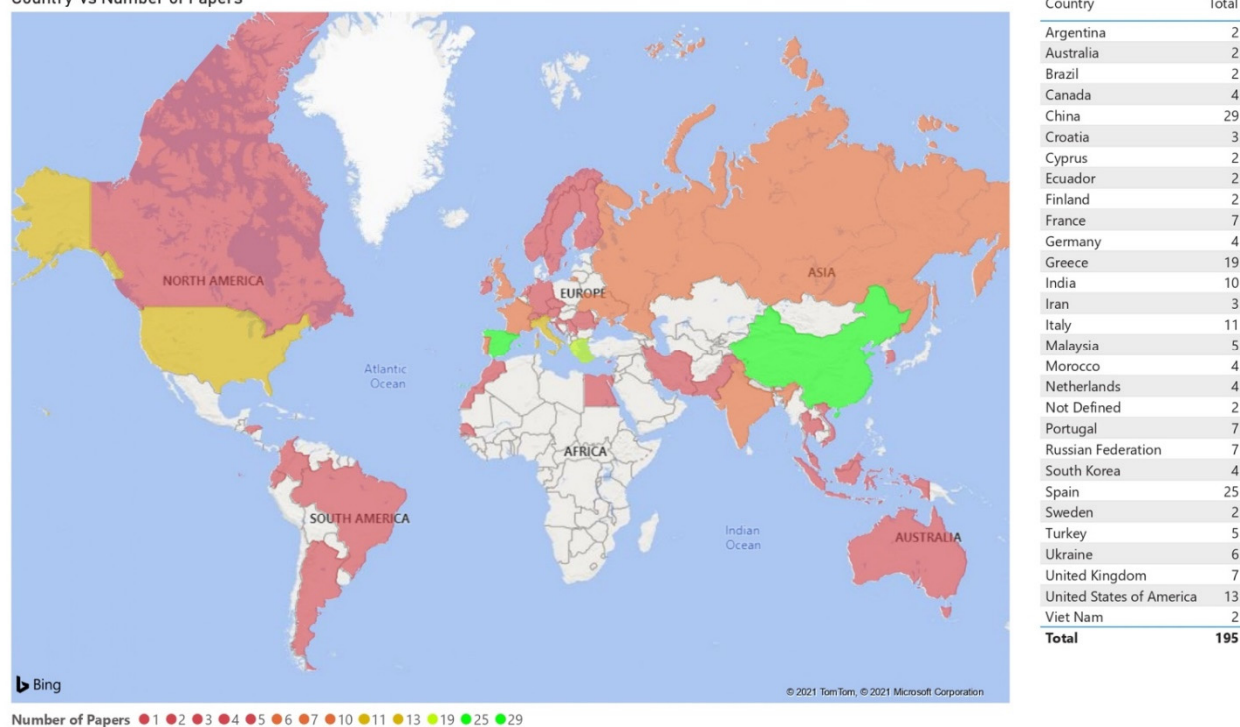 Country vs Number of Papers
NORTH AMERICA
EUROPE
ASIA
Atlantic
Ocean
AFRICA
SOUTH AMERICA
Indian
Ocean
AUSTRALIA
Bing
© 2021 TomTom, © 2021 Microsoft Corporation
Number of Papers 1 2 3 4 5 6 7 10 11 13 19 25 29
Country Total
Argentina 2
Australia 2
Brazil 2
Canada 4
China 29
Croatia 3
Cyprus 2
Ecuador 2
Finland 2
France 7
Germany 4
Greece 19
India 10
Iran 3
Italy 11
Malaysia 5
Morocco 4
Netherlands 4
Not Defined 2
Portugal 7
Russian Federation 7
South Korea 4
Spain 25
Sweden 2
Turkey 5
Ukraine 6
United Kingdom 7
United States of America 13
Viet Nam 2
Total 195